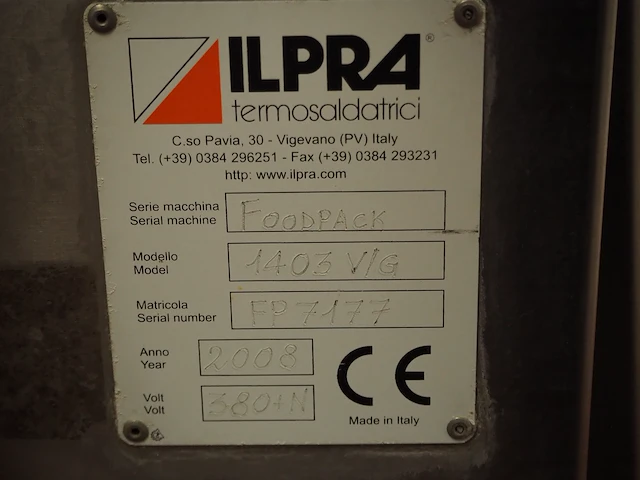 ILPRA®
termosaldatrici
C.so Pavia, 30 - Vigevano (PV) Italy
Tel. (+39) 0384 296251 - Fax (+39) 0384 293231
http: www.ilpra.com
Serie macchina
Serial machine
FOODPACK
Modello
Model
1403 V/G
Matricola
Serial number
FP 7177
Anno
Year
2008
Volt
Volt
380+N
CE
Made in Italy